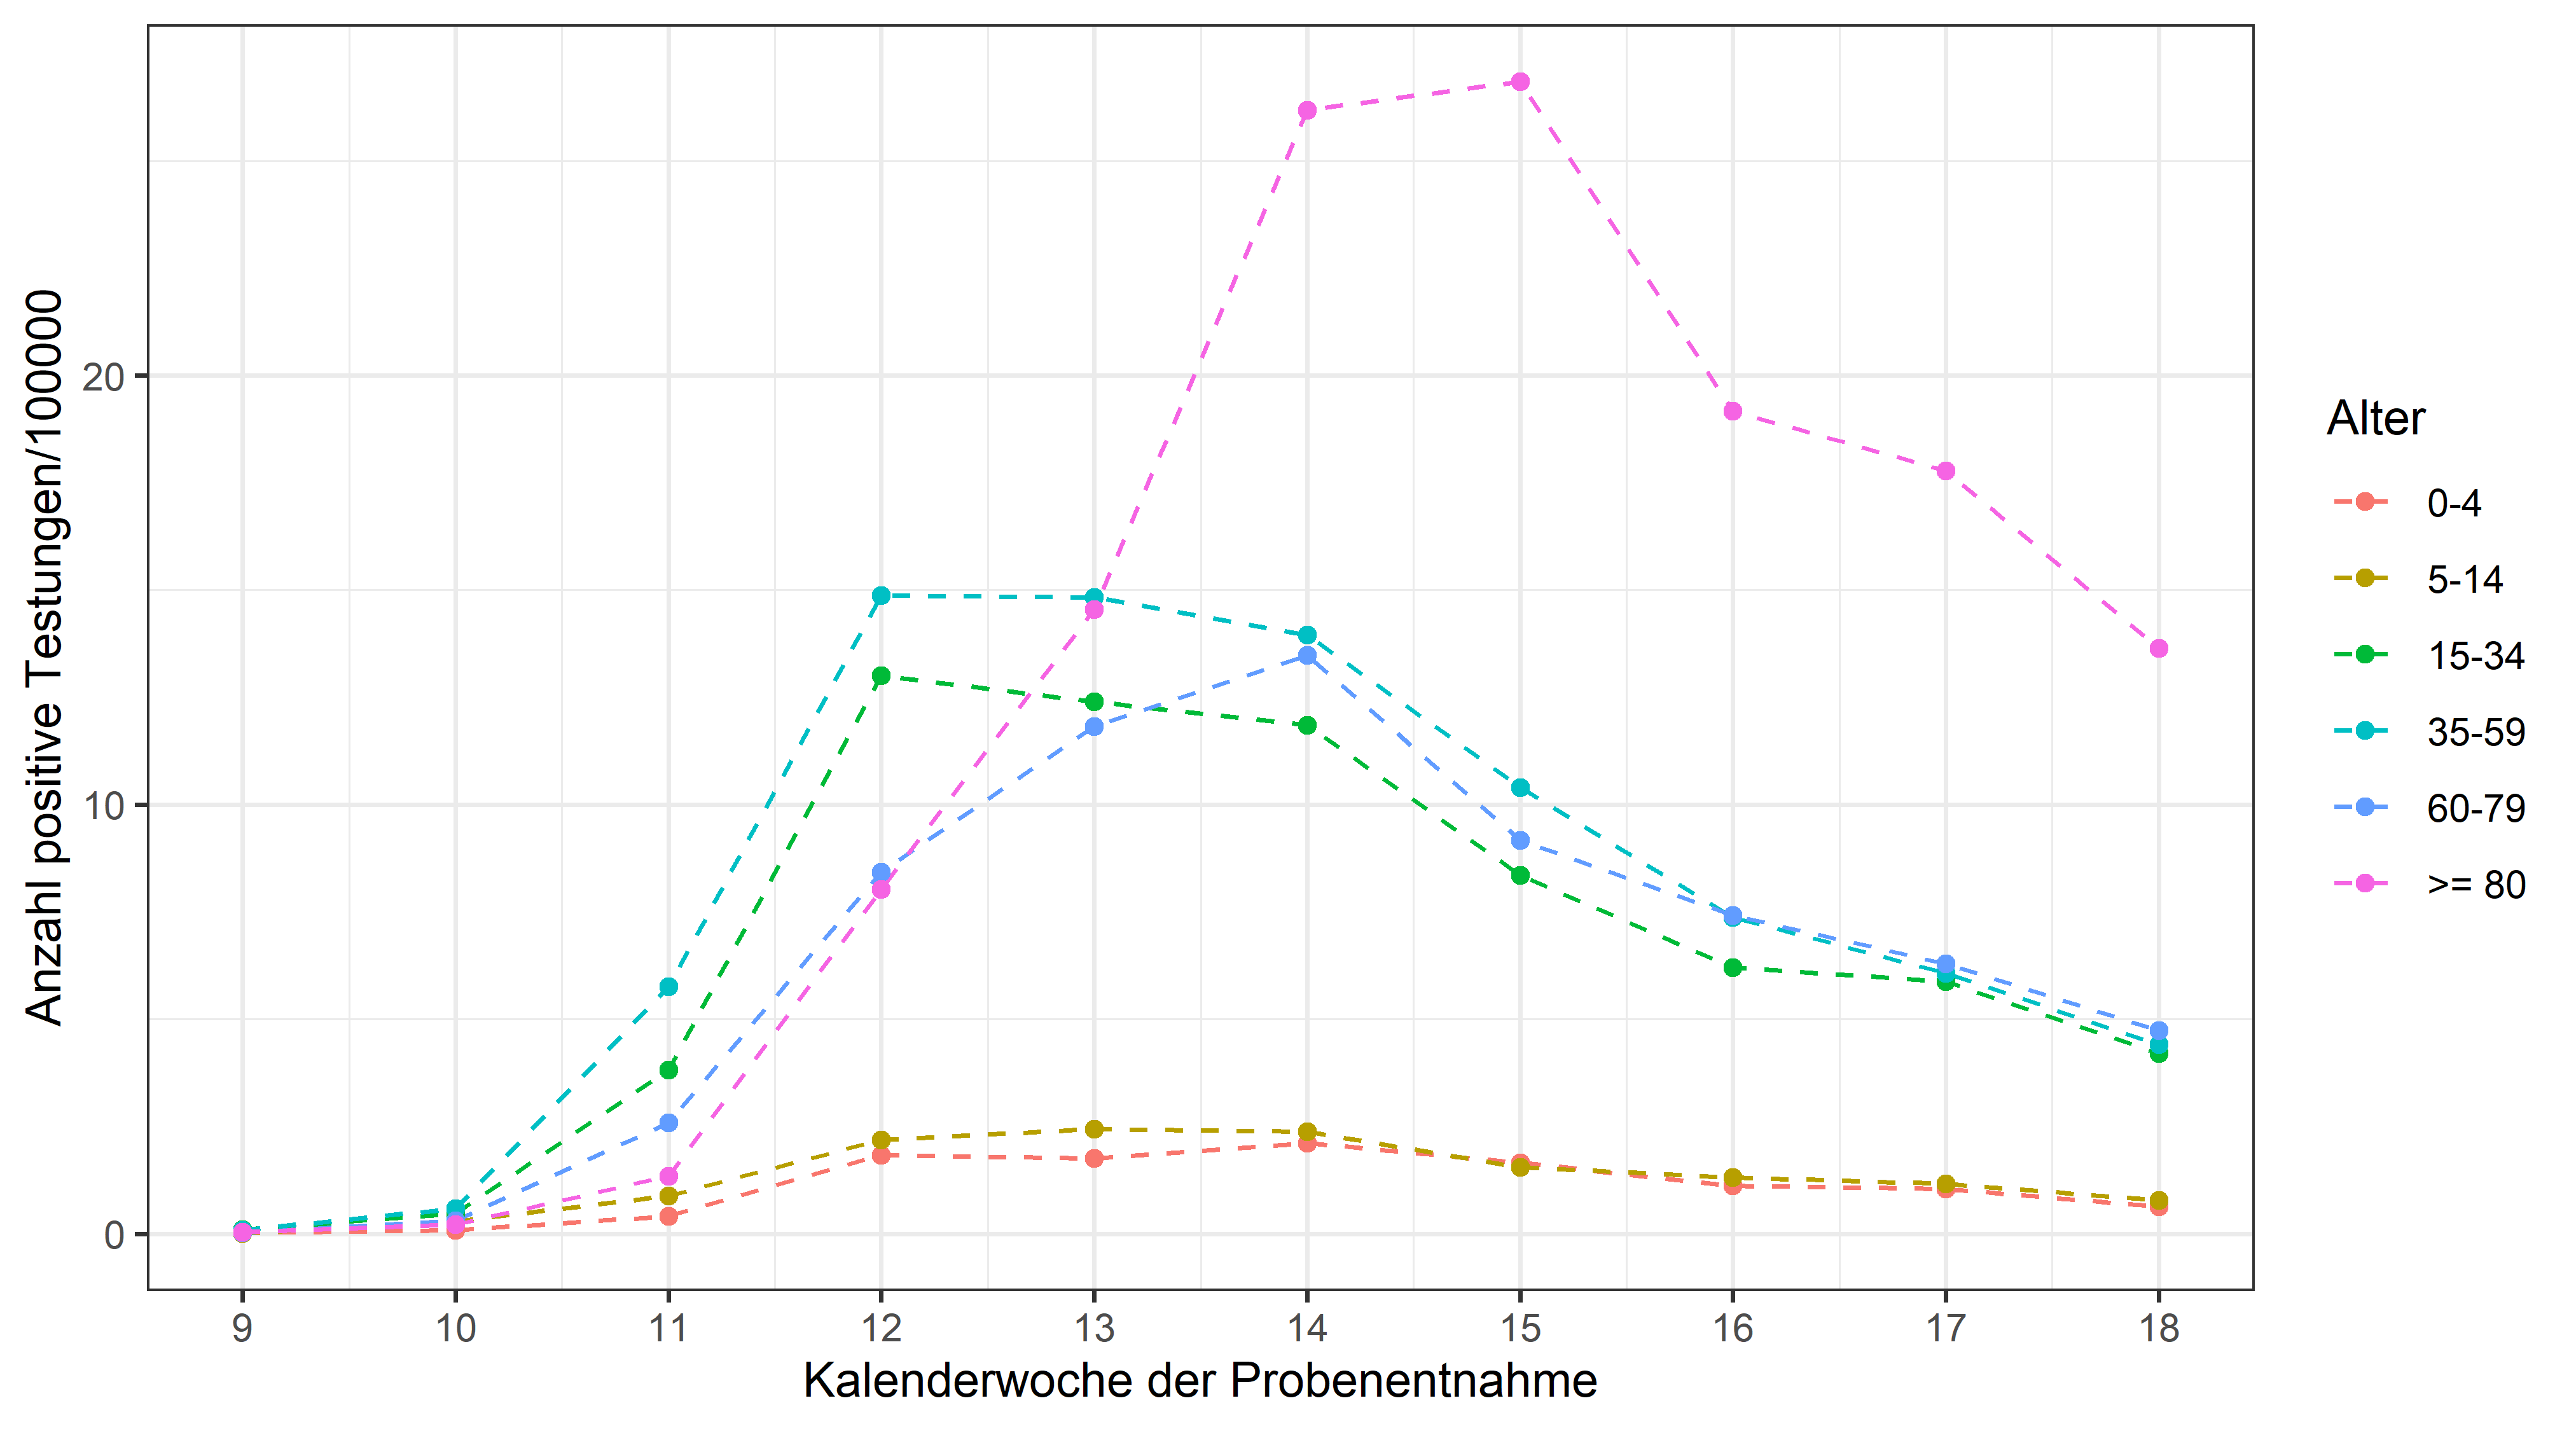 Anzahl positive Testungen/100000
20
10
0
9 10 11 12 13 14 15 16 17 18
Kalenderwoche der Probenentnahme
Alter
0-4
5-14
15-34
35-59
60-79
>= 80